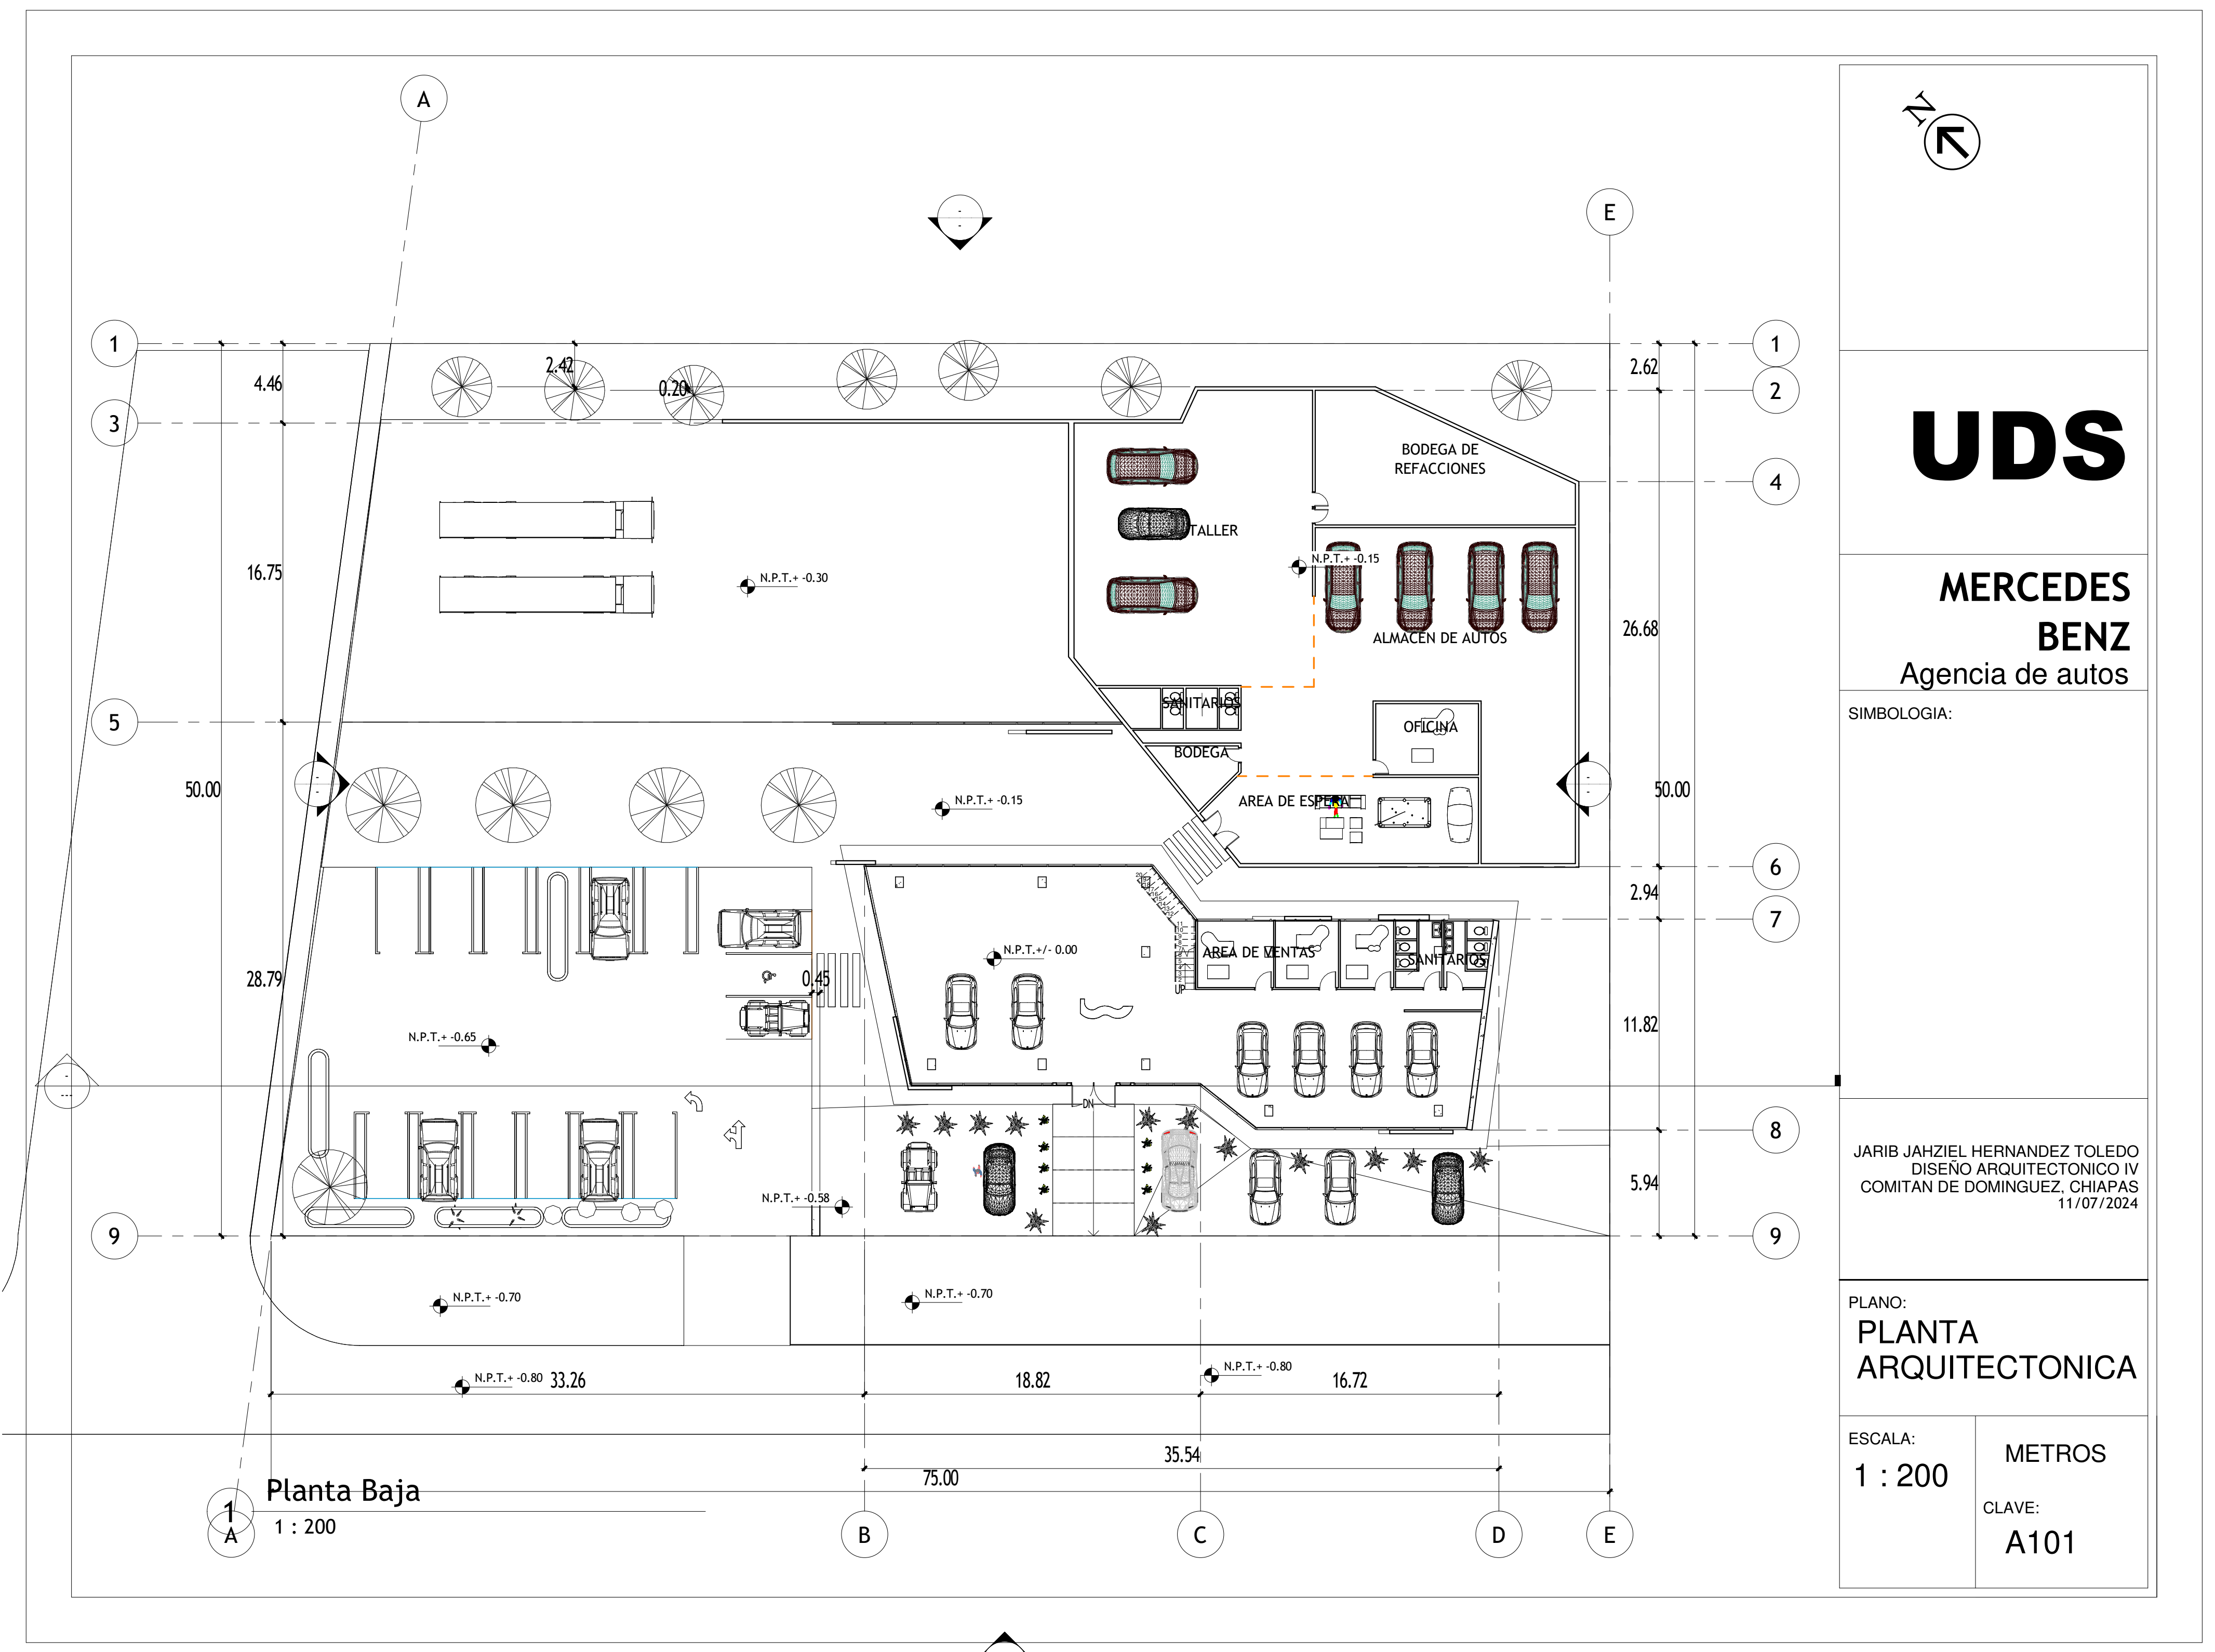 N
A
E
1
1
2.62
2.42
4.46
0.20
2
3
BODEGA DE
REFACCIONES
4
UDS
TALLER
N.P.T.+ -0.15
16.75
N.P.T.+ -0.30
MERCEDES
BENZ
Agencia de autos
26.68
ALMACEN DE AUTOS
SANITARIOS
SIMBOLOGIA:
5
OFICINA
BODEGA
50.00
50.00
N.P.T.+ -0.15
AREA DE ESPERA
6
2.94
7
N.P.T.+/- 0.00
AREA DE VENTAS
SANITARIOS
28.79
0.45
UP
11.82
N.P.T.+ -0.65
DN
8
JARIB JAHZIEL HERNANDEZ TOLEDO
DISEÑO ARQUITECTONICO IV
COMITAN DE DOMINGUEZ, CHIAPAS
11/07/2024
5.94
N.P.T.+ -0.58
9
9
N.P.T.+ -0.70
N.P.T.+ -0.70
PLANO:
PLANTA
ARQUITECTONICA
N.P.T.+ -0.80
33.26
18.82
N.P.T.+ -0.80
16.72
ESCALA:
1 : 200
METROS
35.54
75.00
CLAVE:
A101
1
Planta Baja
1 : 200
A
B
C
D
E